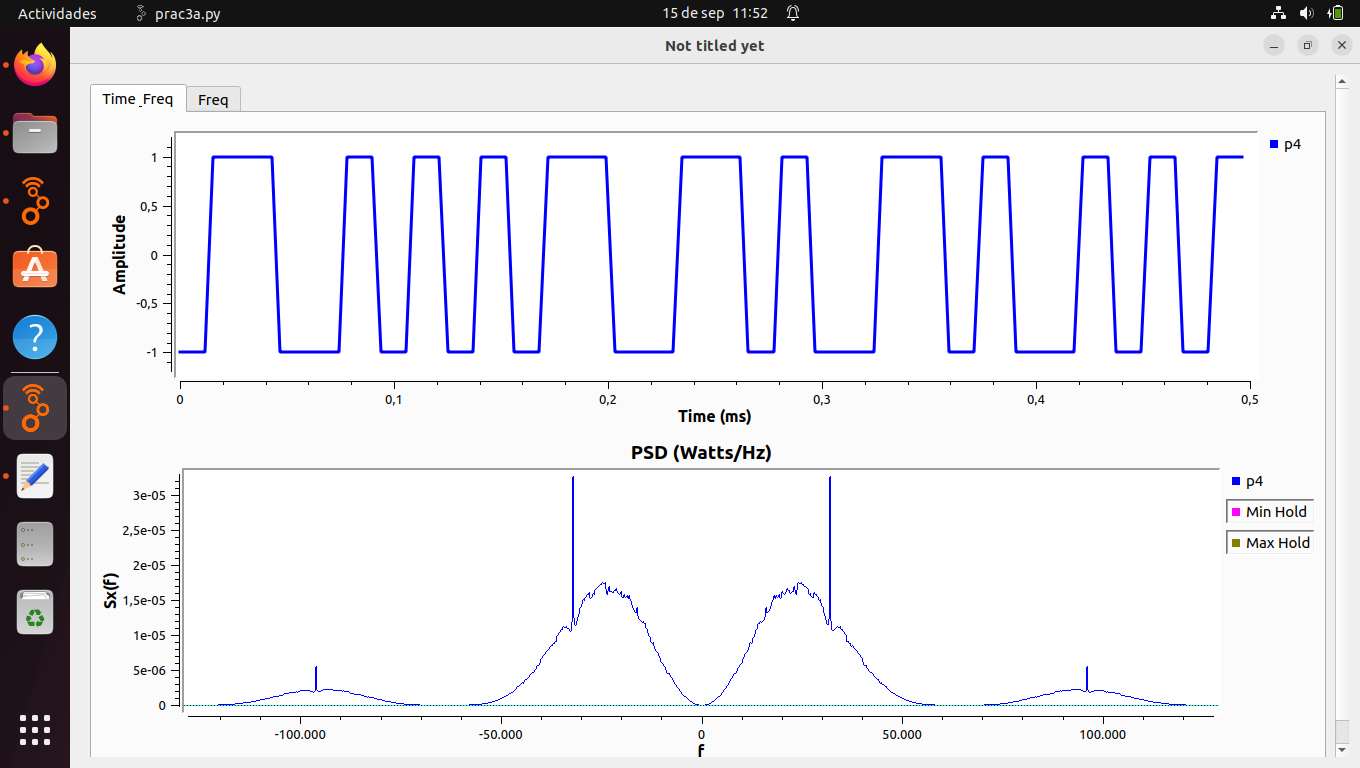 Actividades
prac3a.py
15 de sep 11:52
Not titled yet
Time_Freq
Freq
p4
1
0,5
0
-0,5
-1
Amplitude
0
0,1
0,2
0,3
0,4
0,5
Time (ms)
PSD (Watts/Hz)
p4
Min Hold
Max Hold
3e-05
2,5e-05
2e-05
1,5e-05
1e-05
5e-06
0
Sx(f)
-100.000
-50.000
0
50.000
100.000
f